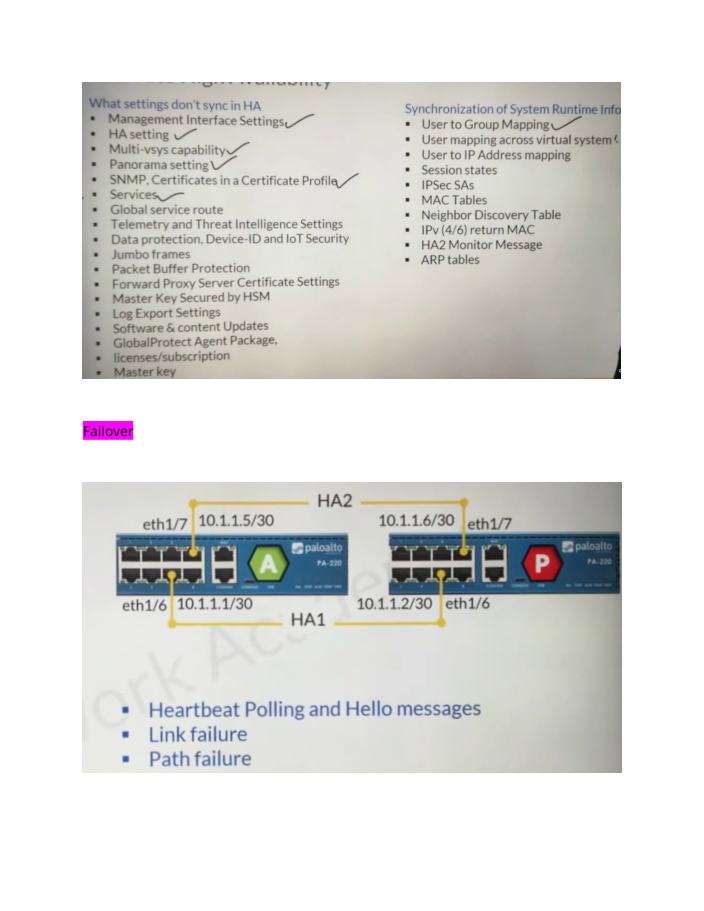 What settings don't sync in HA
▪ Management Interface Settings
▪ HA setting
▪ Multi-vsys capability
▪ Panorama setting
▪ SNMP, Certificates in a Certificate Profile
▪ Services
▪ Global service route
▪ Telemetry and Threat Intelligence Settings
▪ Data protection, Device-ID and IoT Security
▪ Jumbo frames
▪ Packet Buffer Protection
▪ Forward Proxy Server Certificate Settings
▪ Master Key Secured by HSM
▪ Log Export Settings
▪ Software & content Updates
▪ GlobalProtect Agent Package,
▪ licenses/subscription
▪ Master key
Synchronization of System Runtime Info
▪ User to Group Mapping
▪ User mapping across virtual system
▪ User to IP Address mapping
▪ Session states
▪ IPSec SAs
▪ MAC Tables
▪ Neighbor Discovery Table
▪ IPv (4/6) return MAC
▪ HA2 Monitor Message
▪ ARP tables
Failover
HA2
eth1/7 10.1.1.5/30 10.1.1.6/30 eth1/7
paloalto paloalto
A P
PA-220 PA-220
eth1/6 10.1.1.1/30 10.1.1.2/30 eth1/6
HA1
▪ Heartbeat Polling and Hello messages
▪ Link failure
▪ Path failure